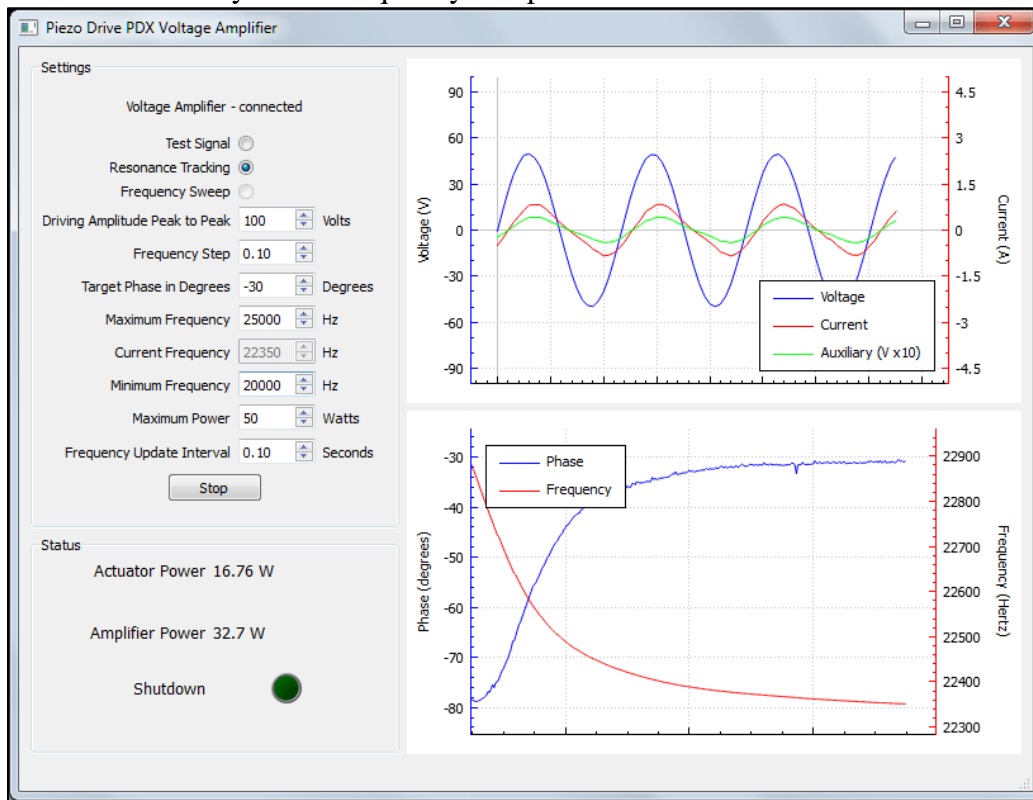 Piezo Drive PDX Voltage Amplifier
Settings
Voltage Amplifier - connected
Test Signal
Resonance Tracking
Frequency Sweep
Driving Amplitude Peak to Peak 100 Volts
Frequency Step 0.10
Target Phase in Degrees -30 Degrees
Maximum Frequency 25000 Hz
Current Frequency 22350 Hz
Minimum Frequency 20000 Hz
Maximum Power 50 Watts
Frequency Update Interval 0.10 Seconds
Stop
Status
Actuator Power 16.76 W
Amplifier Power 32.7 W
Shutdown
90
60
30
0
-30
-60
-90
Voltage (V)
4.5
3
1.5
0
-1.5
-3
-4.5
Current (A)
Voltage
Current
Auxiliary (V x10)
-30
-40
-50
-60
-70
-80
Phase (degrees)
22900
22800
22700
22600
22500
22400
22300
Frequency (Hertz)
Phase
Frequency